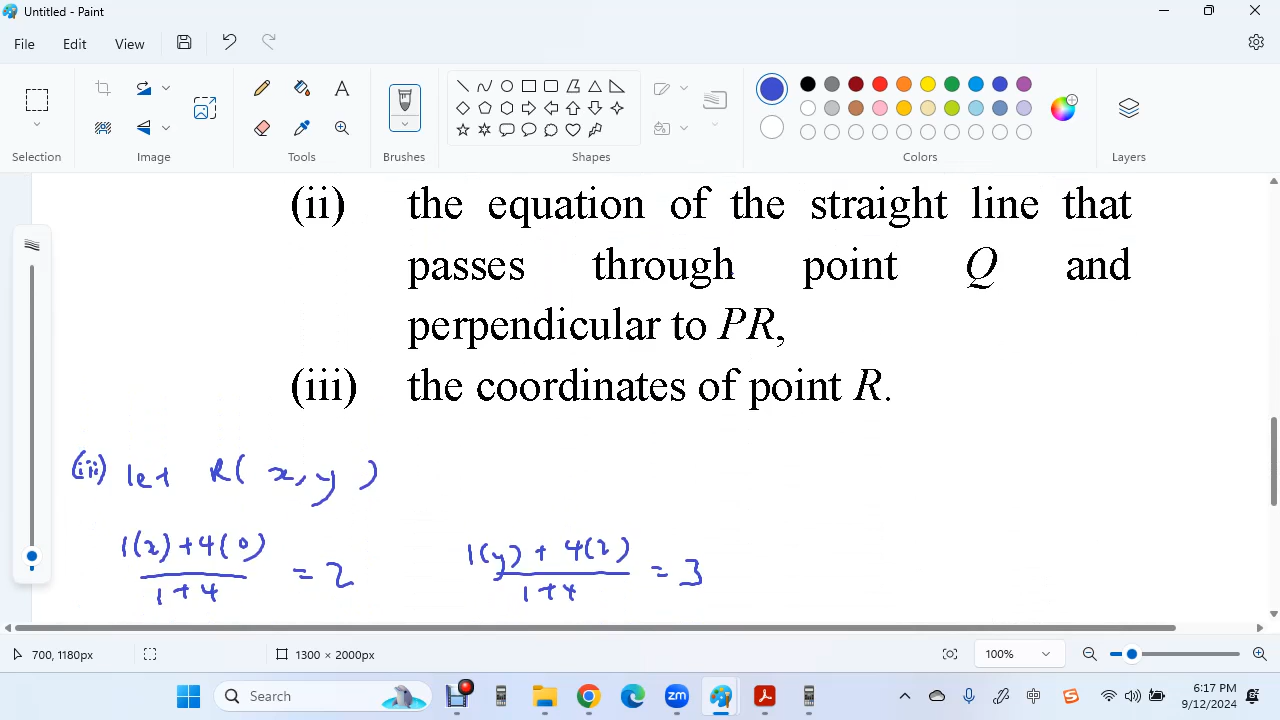 Untitled - Paint
File Edit View
Selection Image Tools Brushes Shapes Colors Layers
(ii) the equation of the straight line that
passes through point Q and
perpendicular to PR,
(iii) the coordinates of point R.
(iii) let R( x, y )
1(x) + 4(0) / 1 + 4 = 2 1(y) + 4(2) / 1 + 4 = 3
700, 1180px 1300 × 2000px 100%
Search zm 中 6:17 PM
9/12/2024